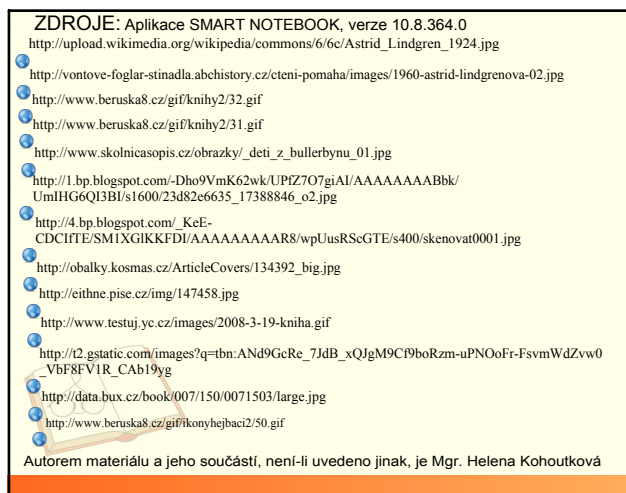 ZDROJE: Aplikace SMART NOTEBOOK, verze 10.8.364.0
http://upload.wikimedia.org/wikipedia/commons/6/6c/Astrid_Lindgren_1924.jpg
http://vontove-foglar-stinadla.abchistory.cz/cteni-pomaha/images/1960-astrid-lindgrenova-02.jpg
http://www.beruska8.cz/gif/knihy2/32.gif
http://www.beruska8.cz/gif/knihy2/31.gif
http://www.skolnicasopis.cz/obrazky/_deti_z_bullerbynu_01.jpg
http://1.bp.blogspot.com/-Dho9VmK62wk/UPfZ7O7giAI/AAAAAAAABbk/
UmIHG6QI3BI/s1600/23d82e6635_17388846_o2.jpg
http://4.bp.blogspot.com/_KeE-
CDCIfTE/SM1XGlKKFDI/AAAAAAAAAR8/wpUusRScGTE/s400/skenovat0001.jpg
http://obalky.kosmas.cz/ArticleCovers/134392_big.jpg
http://eithne.pise.cz/img/147458.jpg
http://www.testuj.yc.cz/images/2008-3-19-kniha.gif
http://t2.gstatic.com/images?q=tbn:ANd9GcRe_7JdB_xQJgM9Cf9boRzm-uPNOoFr-FsvmWdZvw0
_VbF8FV1R_CAb19yg
http://data.bux.cz/book/007/150/0071503/large.jpg
http://www.beruska8.cz/gif/ikonyhejbaci2/50.gif
Autorem materiálu a jeho součástí, není-li uvedeno jinak, je Mgr. Helena Kohoutková